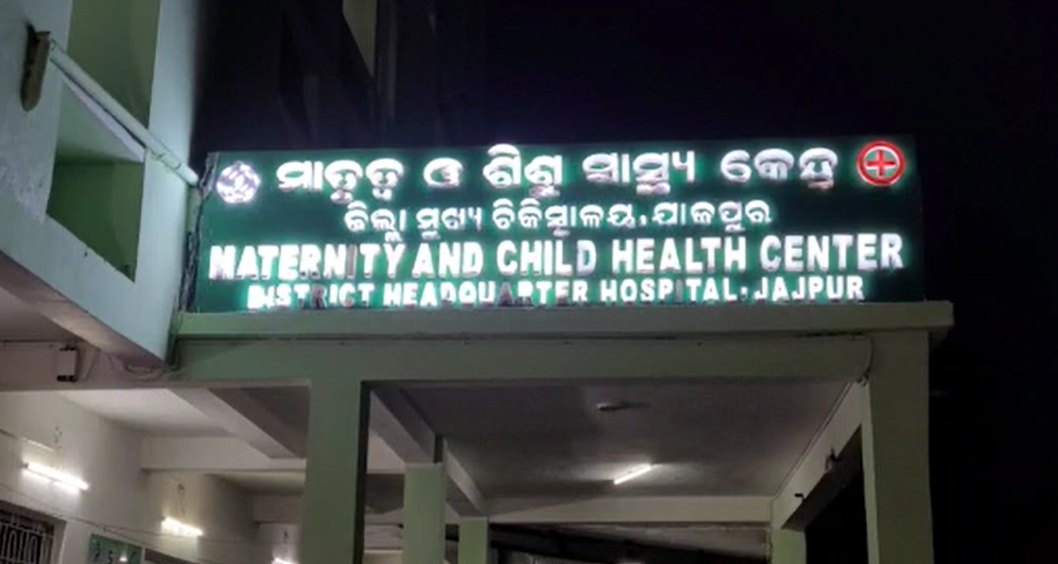 ମାତୃତ୍ୱ ଓ ଶିଶୁ ସ୍ୱାସ୍ଥ୍ୟ କେନ୍ଦ୍ର
ଜିଲ୍ଲା ମୁଖ୍ୟ ଚିକିତ୍ସାଳୟ, ଯାଜପୁର
MATERNITY AND CHILD HEALTH CENTER
DISTRICT HEADQUARTER HOSPITAL, JAJPUR